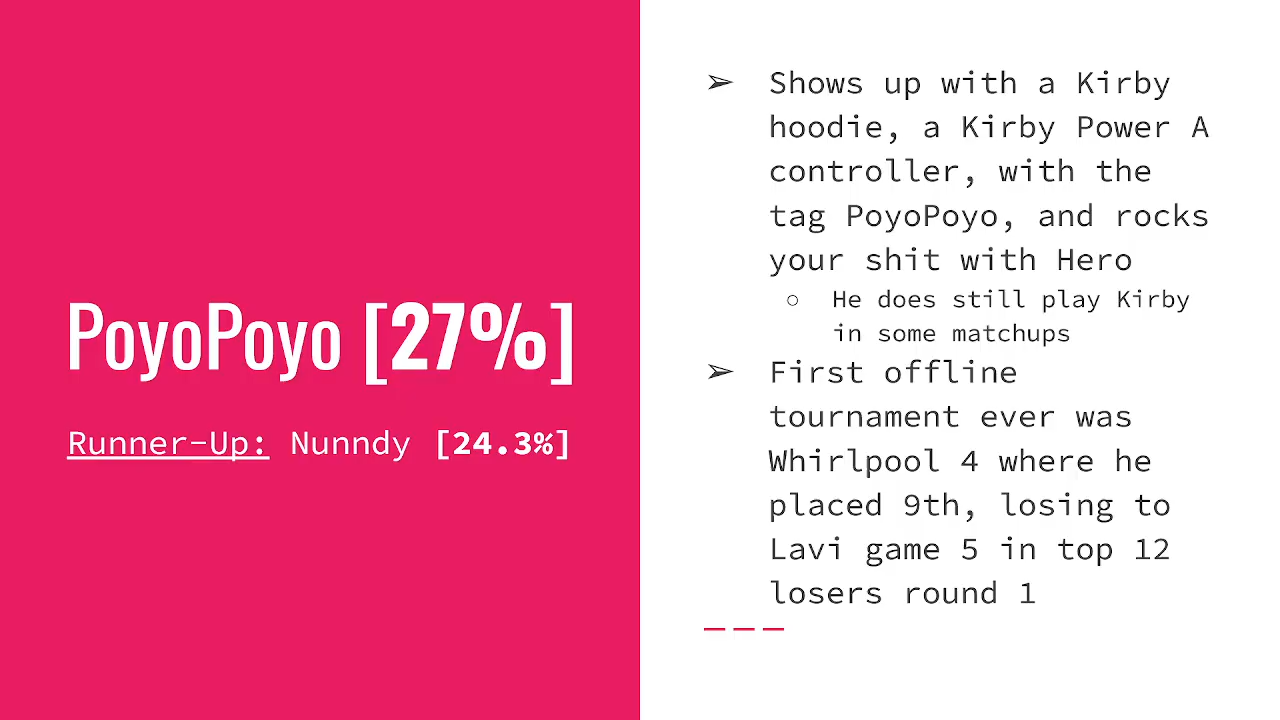 PoyoPoyo [27%]
Runner-Up: Nunndy [24.3%]
➢ Shows up with a Kirby
hoodie, a Kirby Power A
controller, with the
tag PoyoPoyo, and rocks
your shit with Hero
○ He does still play Kirby
in some matchups
➢ First offline
tournament ever was
Whirlpool 4 where he
placed 9th, losing to
Lavi game 5 in top 12
losers round 1